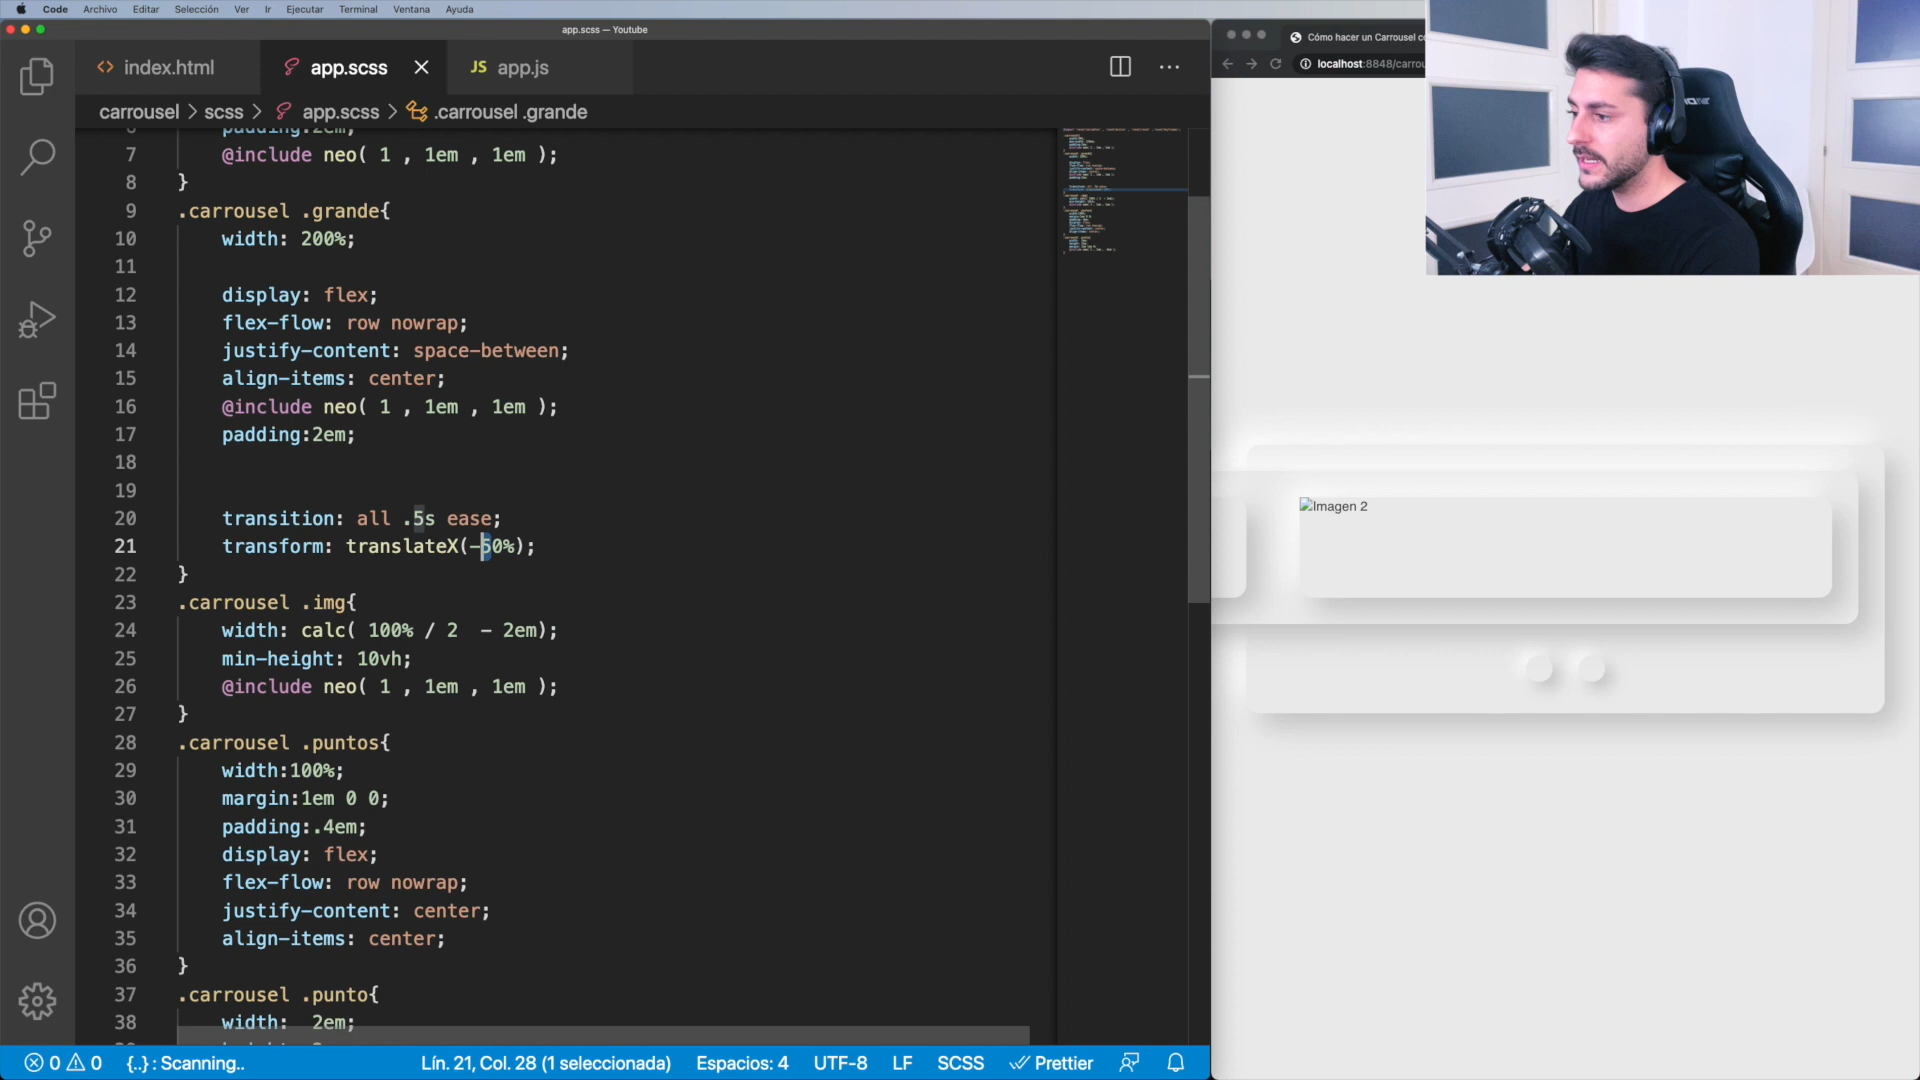 Code Archivo Editar Selección Ver Ir Ejecutar Terminal Ventana Ayuda
app.scss — Youtube
index.html
app.scss
JS app.js
carrousel > scss > app.scss > .carrousel .grande
padding:2em;
7 @include neo( 1 , 1em , 1em );
8 }
9 .carrousel .grande{
10 width: 200%;
11
12 display: flex;
13 flex-flow: row nowrap;
14 justify-content: space-between;
15 align-items: center;
16 @include neo( 1 , 1em , 1em );
17 padding:2em;
18
19
20 transition: all .5s ease;
21 transform: translateX(-50%);
22 }
23 .carrousel .img{
24 width: calc( 100% / 2  - 2em);
25 min-height: 10vh;
26 @include neo( 1 , 1em , 1em );
27 }
28 .carrousel .puntos{
29 width:100%;
30 margin:1em 0 0;
31 padding:.4em;
32 display: flex;
33 flex-flow: row nowrap;
34 justify-content: center;
35 align-items: center;
36 }
37 .carrousel .punto{
38 width:  2em;
0 0 {..} : Scanning.. Lín. 21, Col. 28 (1 seleccionada) Espacios: 4 UTF-8 LF SCSS Prettier
Cómo hacer un Carrousel co
localhost:8848/carrou
Imagen 2